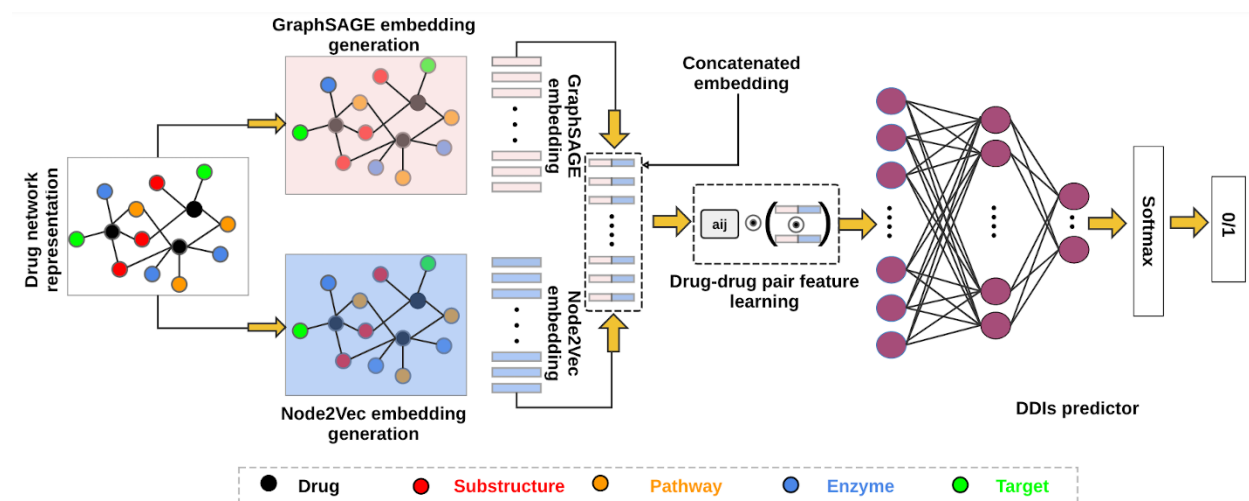 GraphSAGE embedding
generation
Drug network
representation
GraphSAGE
embedding
Concatenated
embedding
Node2Vec
embedding
Node2Vec embedding
generation
aij
Drug-drug pair feature
learning
Softmax
0/1
DDIs predictor
Drug
Substructure
Pathway
Enzyme
Target